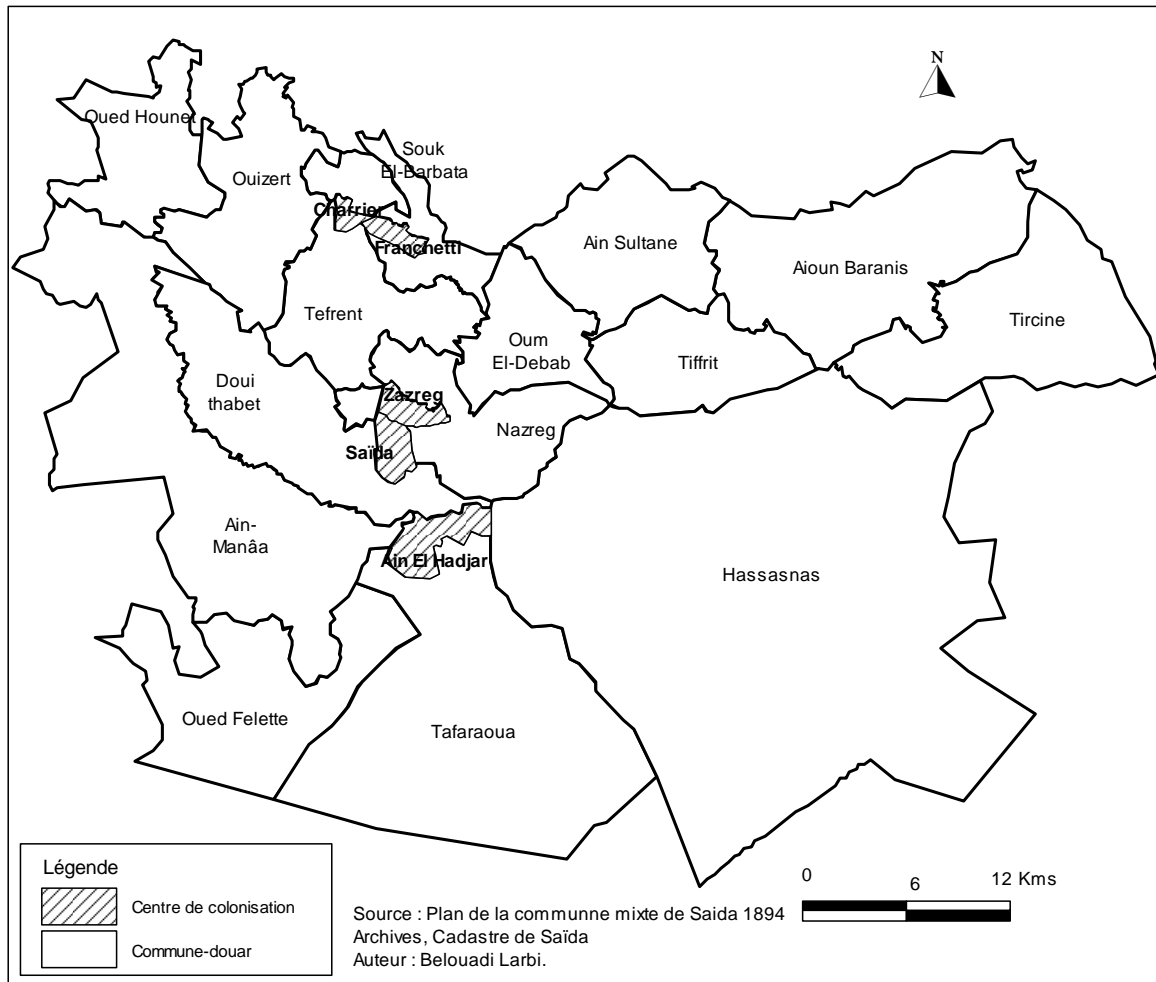 N
Oued Hounet
Souk
El-Barbata
Ouizert
Charrier
Franchetti
Ain Sultane
Aioun Baranis
Tefrent
Oum
El-Debab
Tircine
Tiffrit
Doui
thabet
Zazreg
Nazreg
Saïda
Ain-
Manâa
Ain El Hadjar
Hassasnas
Oued Felette
Tafaraoua
Légende
Centre de colonisation
Commune-douar
0
6
12 Kms
Source : Plan de la communne mixte de Saida 1894
Archives, Cadastre de Saïda
Auteur : Belouadi Larbi.